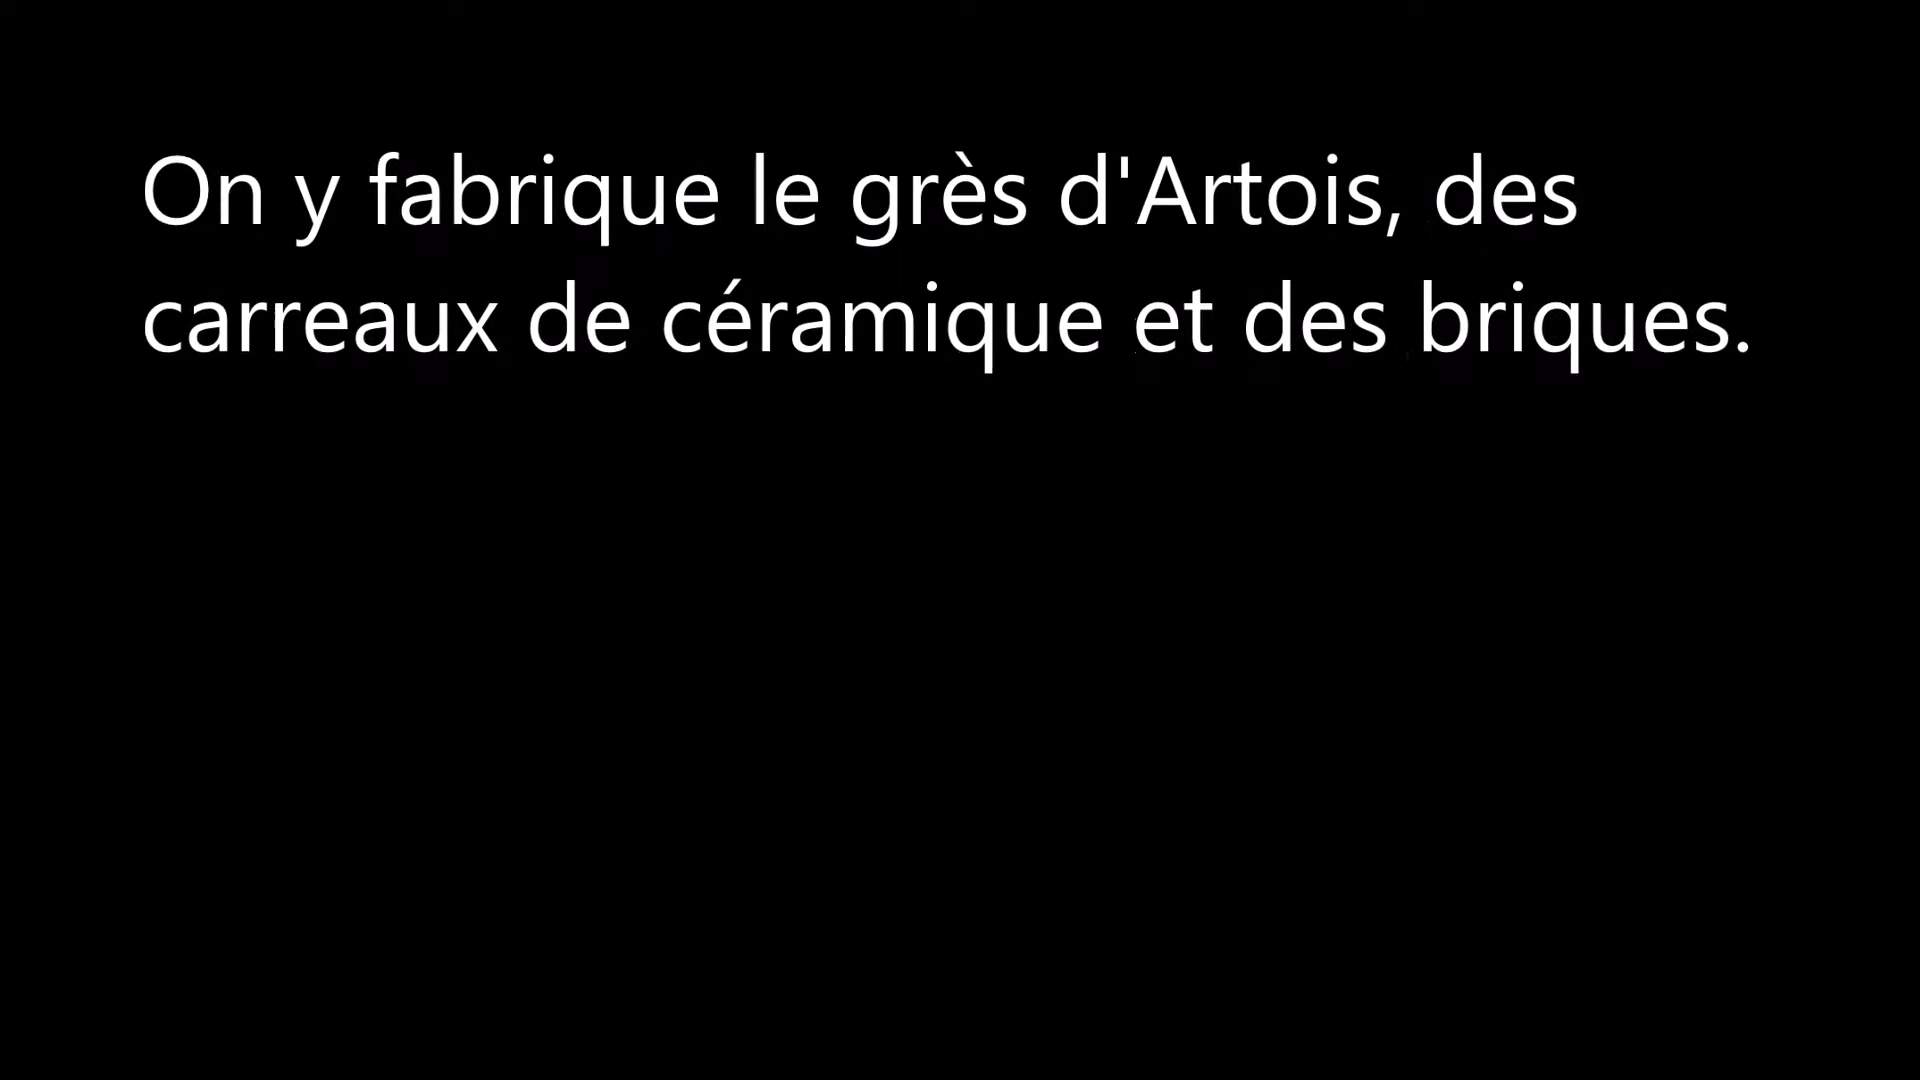 On y fabrique le grès d'Artois, des
carreaux de céramique et des briques.